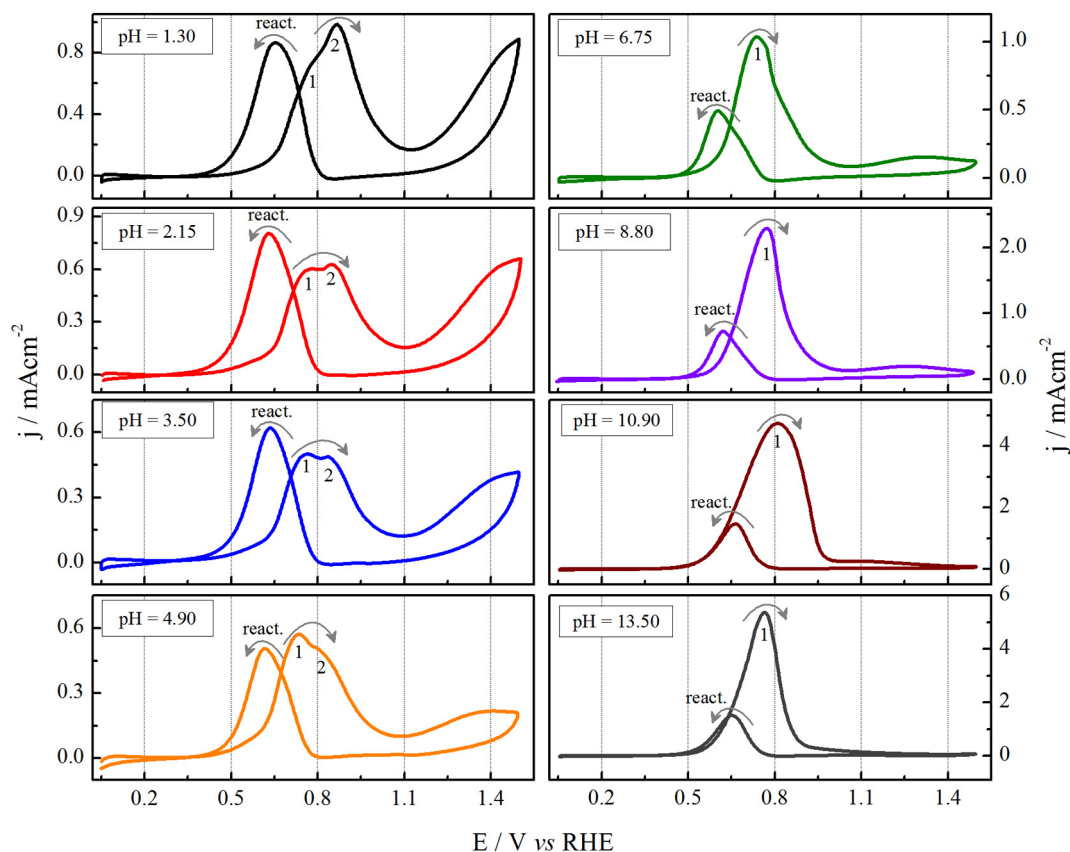 pH = 1.30
react.
1
2
0.8
0.4
0.0
pH = 2.15
react.
1
2
0.9
0.6
0.3
0.0
pH = 3.50
react.
1
2
0.6
0.3
0.0
pH = 4.90
react.
1
2
0.6
0.3
0.0
0.2 0.5 0.8 1.1 1.4
j / mAcm-2
pH = 6.75
react.
1
1.0
0.5
0.0
pH = 8.80
react.
1
2.0
1.0
0.0
pH = 10.90
react.
1
4
2
0
pH = 13.50
react.
1
6
4
2
0
0.2 0.5 0.8 1.1 1.4
j / mAcm-2
E / V vs RHE